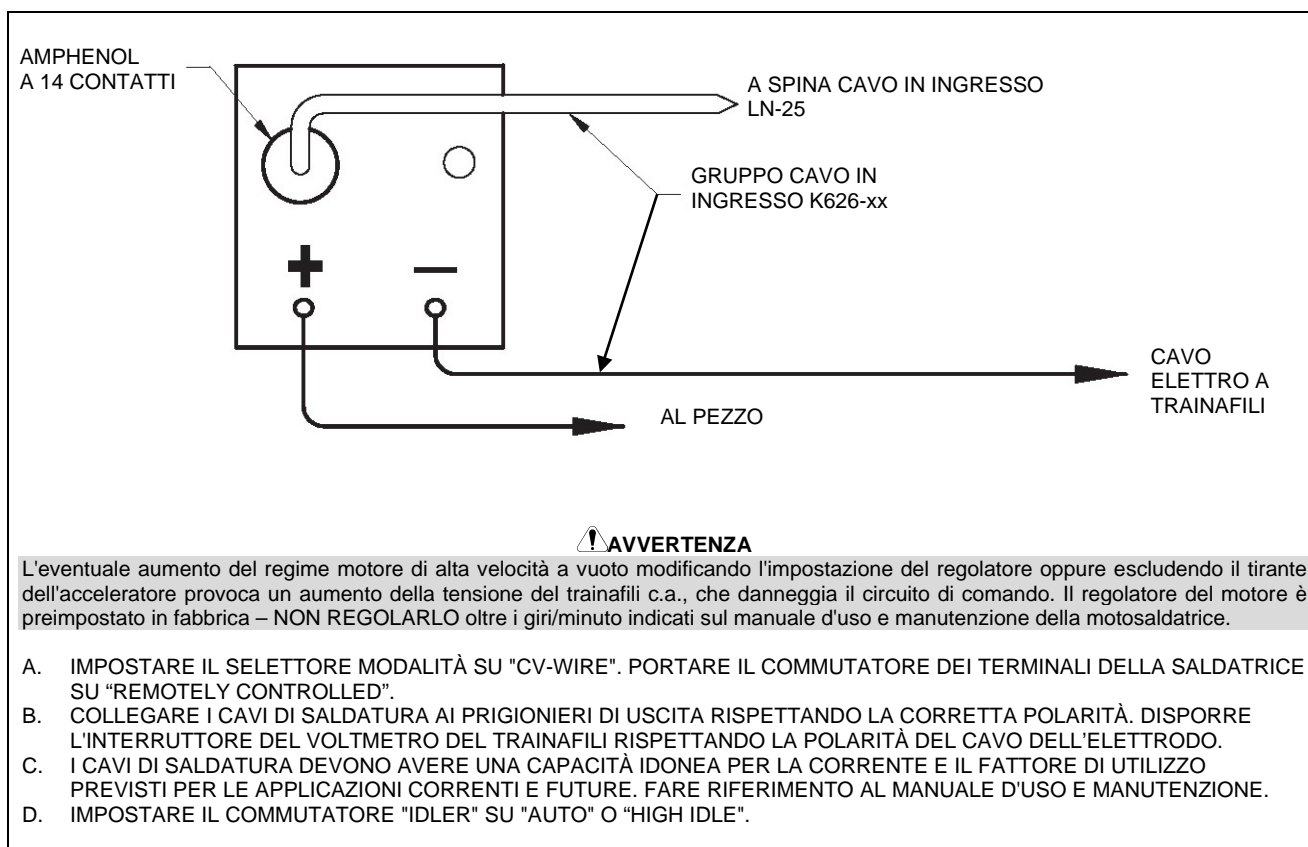 AMPHENOL
A 14 CONTATTI
A SPINA CAVO IN INGRESSO
LN-25
GRUPPO CAVO IN
INGRESSO K626-xx
+ −
CAVO
ELETTRO A
TRAINAFILI
AL PEZZO
AVVERTENZA
L'eventuale aumento del regime motore di alta velocità a vuoto modificando l'impostazione del regolatore oppure escludendo il tirante
dell'acceleratore provoca un aumento della tensione del trainafili c.a., che danneggia il circuito di comando. Il regolatore del motore è
preimpostato in fabbrica – NON REGOLARLO oltre i giri/minuto indicati sul manuale d'uso e manutenzione della motosaldatrice.
A. IMPOSTARE IL SELETTORE MODALITÀ SU "CV-WIRE". PORTARE IL COMMUTATORE DEI TERMINALI DELLA SALDATRICE
SU “REMOTELY CONTROLLED”.
B. COLLEGARE I CAVI DI SALDATURA AI PRIGIONIERI DI USCITA RISPETTANDO LA CORRETTA POLARITÀ. DISPORRE
L'INTERRUTTORE DEL VOLTMETRO DEL TRAINAFILI RISPETTANDO LA POLARITÀ DEL CAVO DELL’ELETTRODO.
C. I CAVI DI SALDATURA DEVONO AVERE UNA CAPACITÀ IDONEA PER LA CORRENTE E IL FATTORE DI UTILIZZO
PREVISTI PER LE APPLICAZIONI CORRENTI E FUTURE. FARE RIFERIMENTO AL MANUALE D'USO E MANUTENZIONE.
D. IMPOSTARE IL COMMUTATORE "IDLER" SU "AUTO" O “HIGH IDLE".